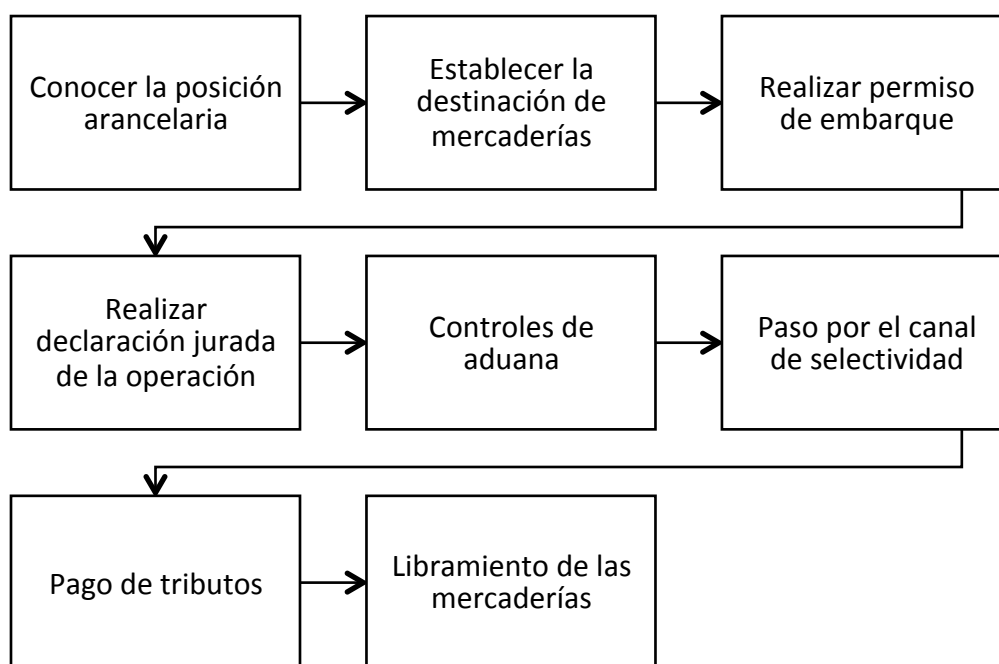 Conocer la posición
arancelaria
Establecer la
destinación de
mercaderías
Realizar permiso
de embarque
Realizar
declaración jurada
de la operación
Controles de
aduana
Paso por el canal
de selectividad
Pago de tributos
Libramiento de las
mercaderías